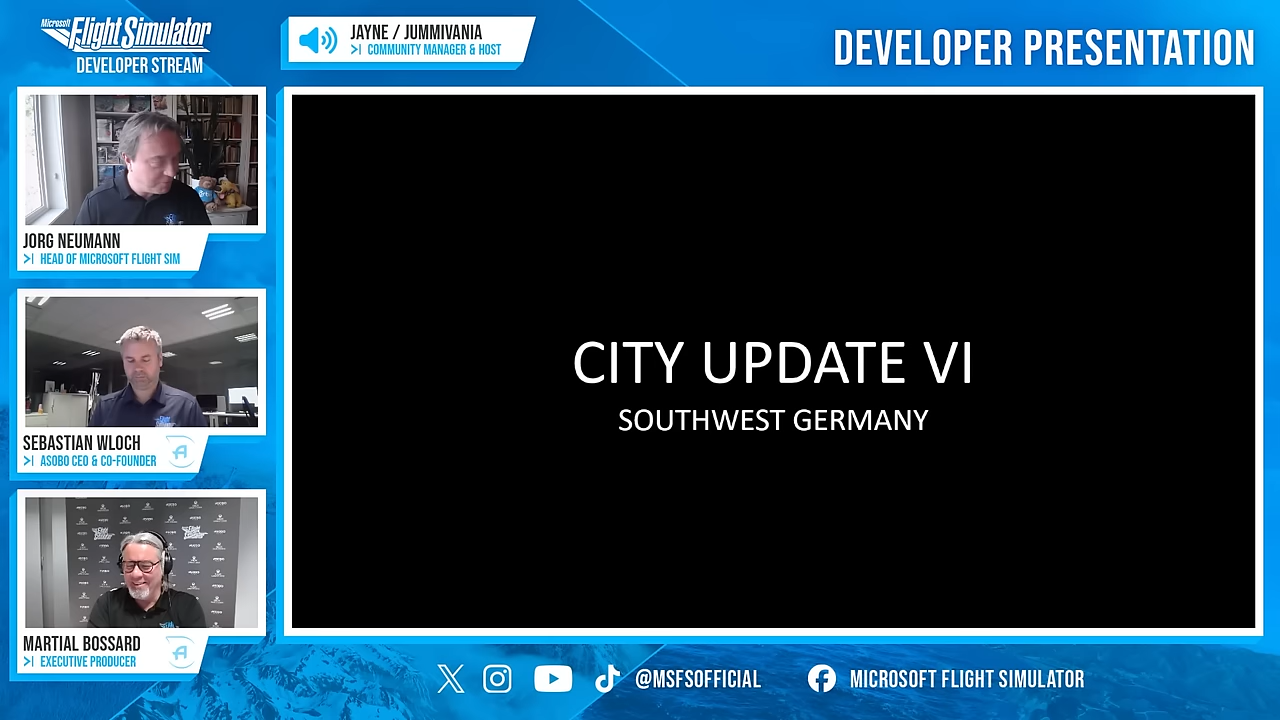 Microsoft
Flight Simulator
DEVELOPER STREAM
JAYNE / JUMMIVANIA
>| COMMUNITY MANAGER & HOST
DEVELOPER PRESENTATION
JORG NEUMANN
>| HEAD OF MICROSOFT FLIGHT SIM
SEBASTIAN WLOCH
>| ASOBO CEO & CO-FOUNDER
MARTIAL BOSSARD
>| EXECUTIVE PRODUCER
CITY UPDATE VI
SOUTHWEST GERMANY
@MSFSOFFICIAL
MICROSOFT FLIGHT SIMULATOR